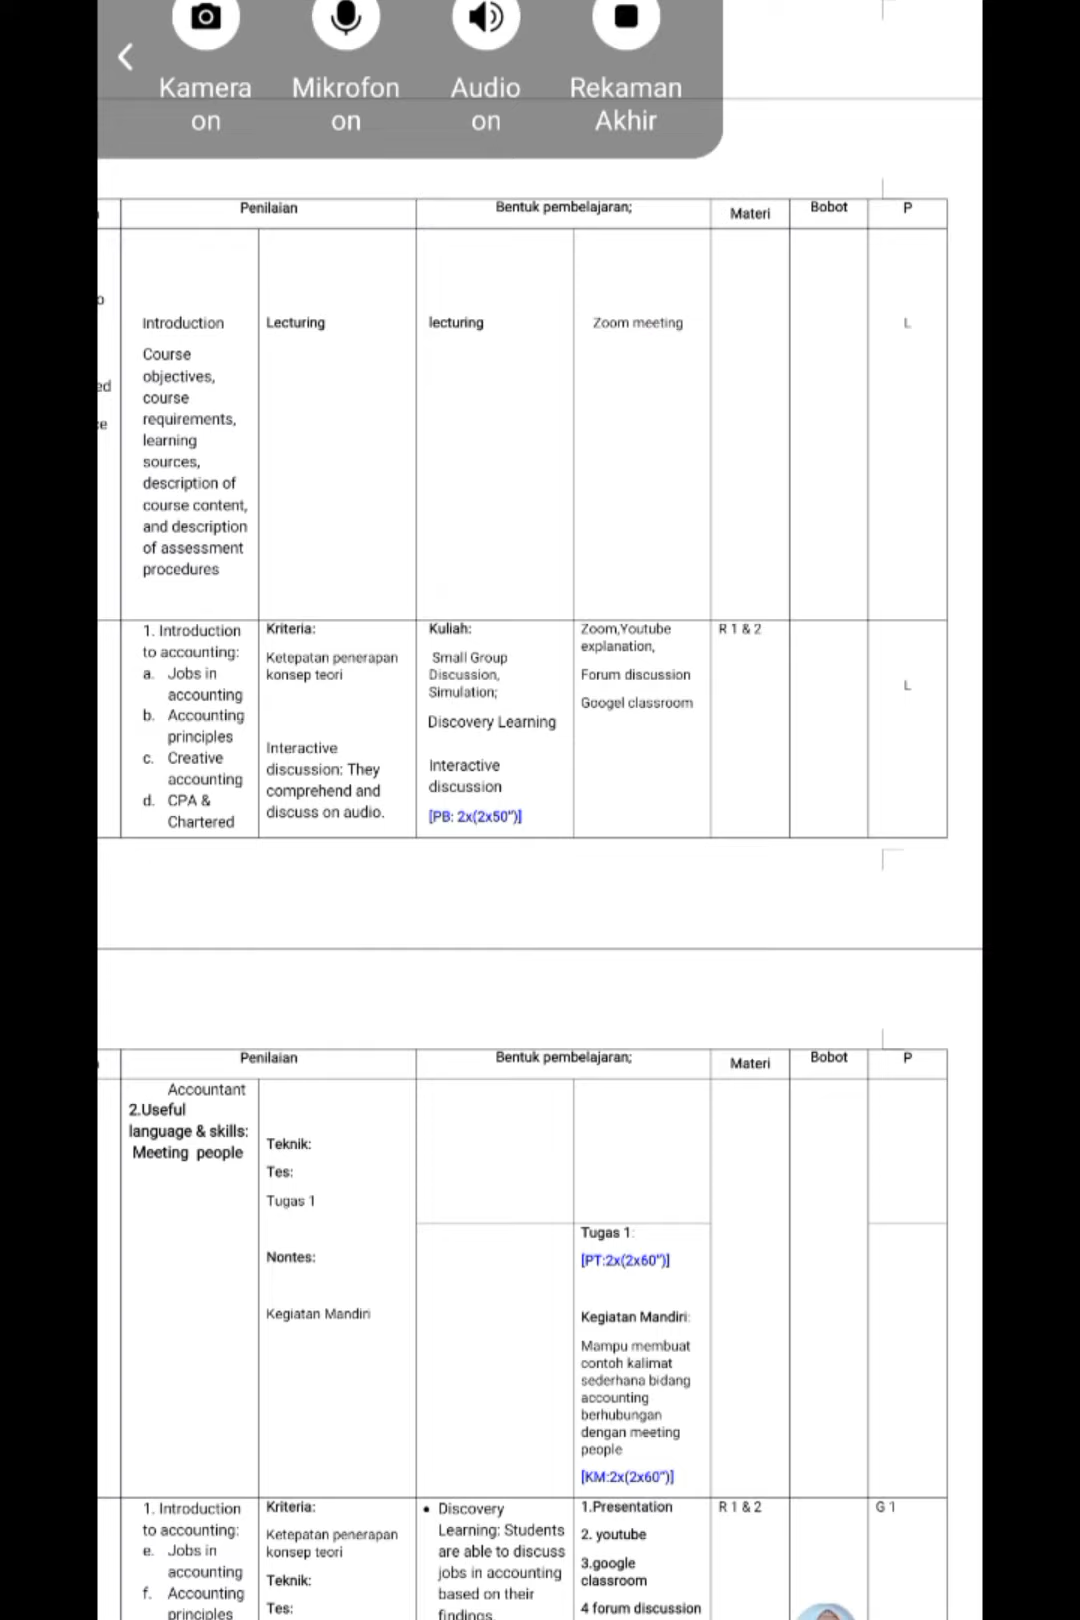 Kamera
on
Mikrofon
on
Audio
on
Rekaman
Akhir
Penilaian
Bentuk pembelajaran;
Materi
Bobot
P
ed
Introduction
Course
objectives,
course
requirements,
learning
sources,
description of
course content,
and description
of assessment
procedures
Lecturing
lecturing
Zoom meeting
L
1. Introduction
to accounting:
a. Jobs in
accounting
b. Accounting
principles
c. Creative
accounting
d. CPA &
Chartered
Kriteria:
Ketepatan penerapan
konsep teori
Interactive
discussion: They
comprehend and
discuss on audio.
Kuliah:
Small Group
Discussion,
Simulation;
Discovery Learning
Interactive
discussion
[PB: 2x(2x50")]
Zoom,Youtube
explanation,
Forum discussion
Googel classroom
R 1 & 2
L
Penilaian
Bentuk pembelajaran;
Materi
Bobot
P
Accountant
2.Useful
language & skills:
Meeting people
Teknik:
Tes:
Tugas 1
Nontes:
Kegiatan Mandiri
Tugas 1:
[PT:2x(2x60")]
Kegiatan Mandiri:
Mampu membuat
contoh kalimat
sederhana bidang
accounting
berhubungan
dengan meeting
people
[KM:2x(2x60")]
1. Introduction
to accounting:
e. Jobs in
accounting
f. Accounting
principles
Kriteria:
Ketepatan penerapan
konsep teori
Teknik:
Tes:
• Discovery
Learning: Students
are able to discuss
jobs in accounting
based on their
findings
1.Presentation
2. youtube
3.google
classroom
4 forum discussion
R 1 & 2
G 1